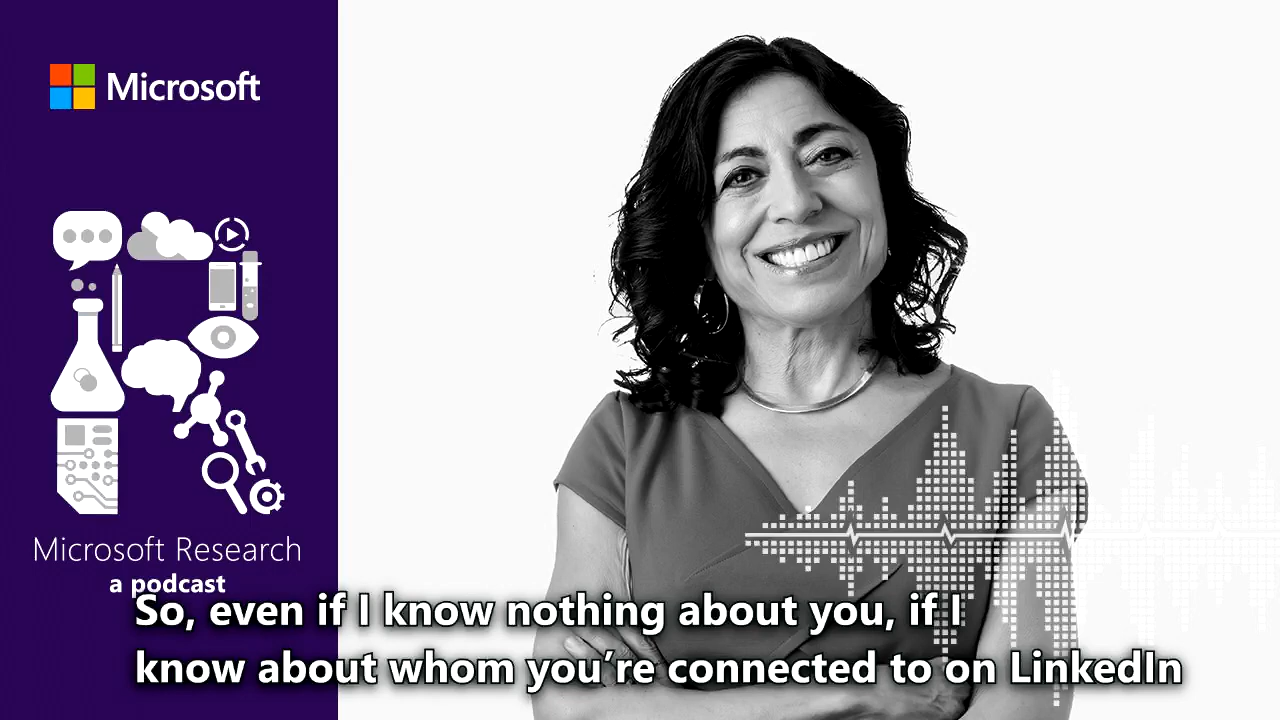 Microsoft
Microsoft Research
a podcast
So, even if I know nothing about you, if I
know about whom you’re connected to on LinkedIn